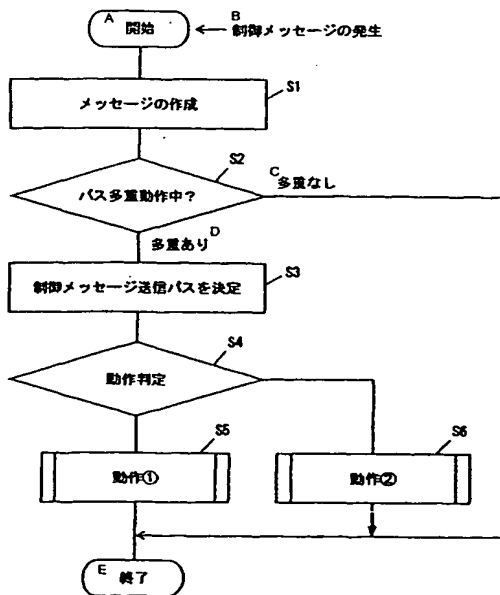 A 開始
B 制御メッセージの発生
メッセージの作成
S1
S2
パス多重動作中?
C 多重なし
多重あり D
S3
制御メッセージ送信パスを決定
S4
動作判定
S5
動作①
S6
動作②
E 終了